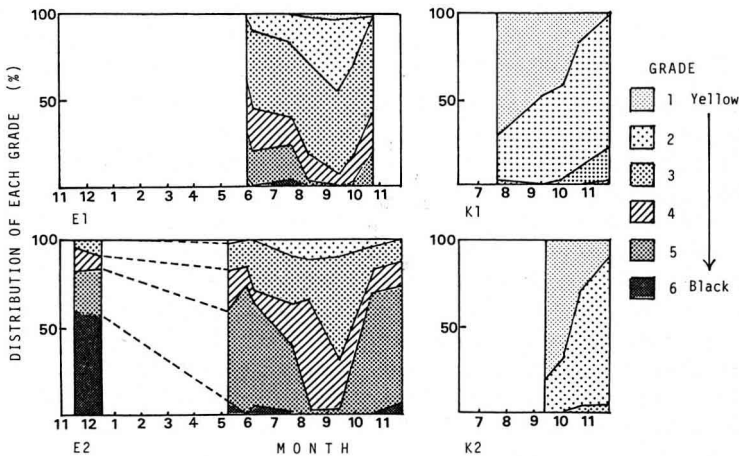 DISTRIBUTION OF EACH GRADE (%)
100
50
11 12 1 2 3 4 5 6 7 8 9 10 11
E1
100
50
7 8 9 10 11
K1
GRADE
1 Yellow
2
3
4
5
6 Black
100
50
11 12 1 2 3 4 5 6 7 8 9 10 11
E2
MONTH
100
50
7 8 9 10 11
K2